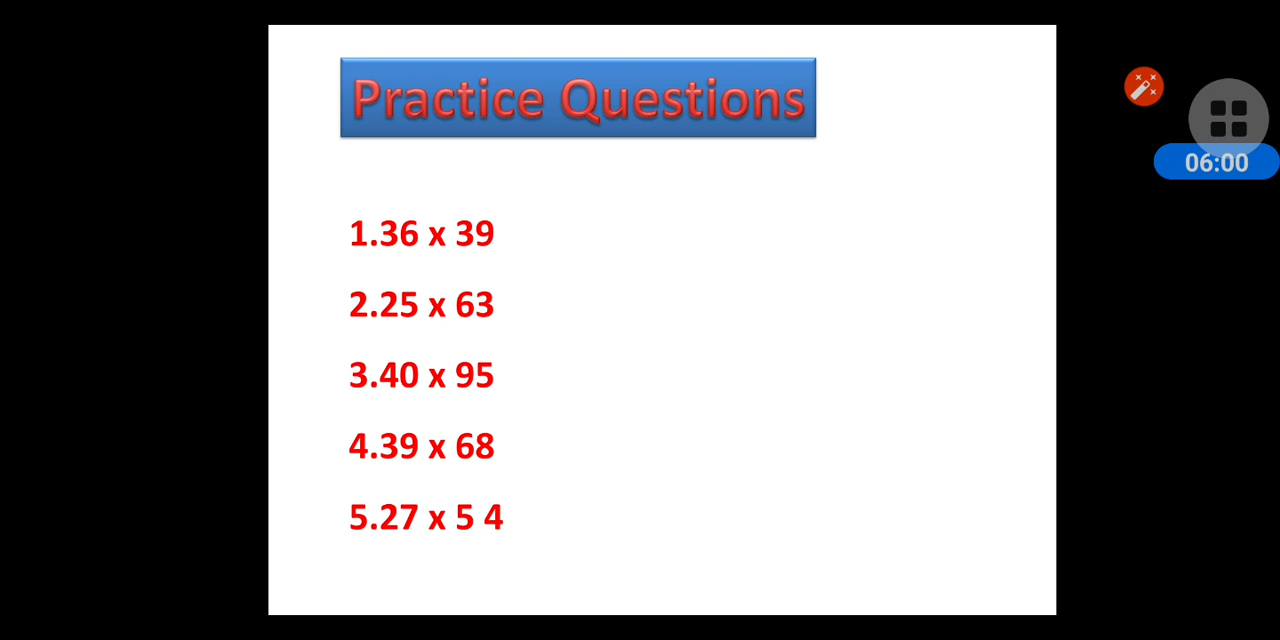 Practice Questions
06:00
1.36 x 39
2.25 x 63
3.40 x 95
4.39 x 68
5.27 x 5 4